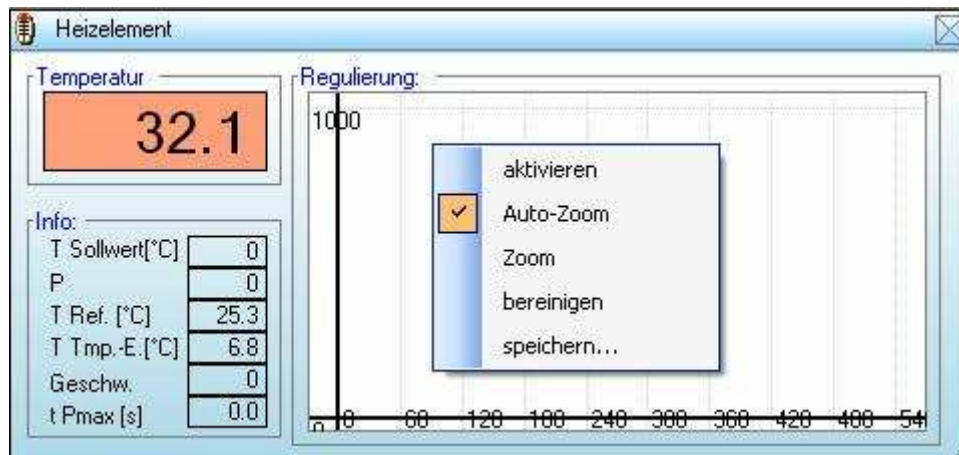 Heizelement
Temperatur
32.1
Info:
T Sollwert[°C] 0
P 0
T Ref. [°C] 25.3
T Tmp.-E.[°C] 6.8
Geschw. 0
t Pmax [s] 0.0
Regulierung:
1000
aktivieren
Auto-Zoom
Zoom
bereinigen
speichern...
0 60 120 180 240 300 360 420 480 54